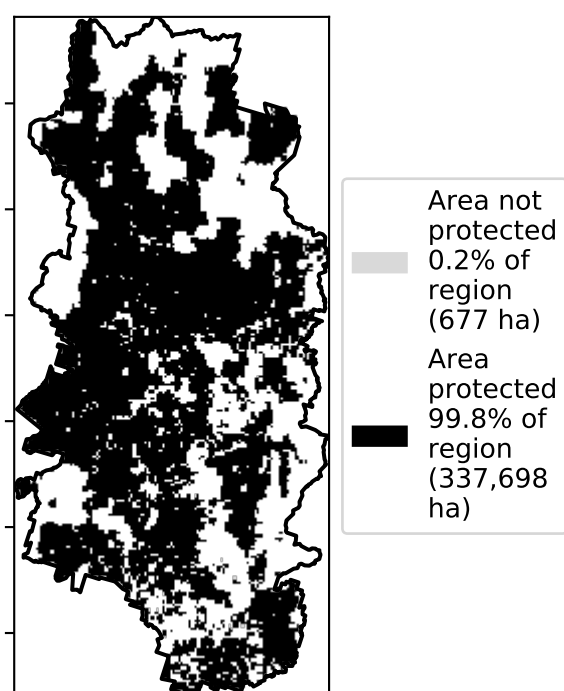 Area not
protected
0.2% of
region
(677 ha)
Area
protected
99.8% of
region
(337,698
ha)